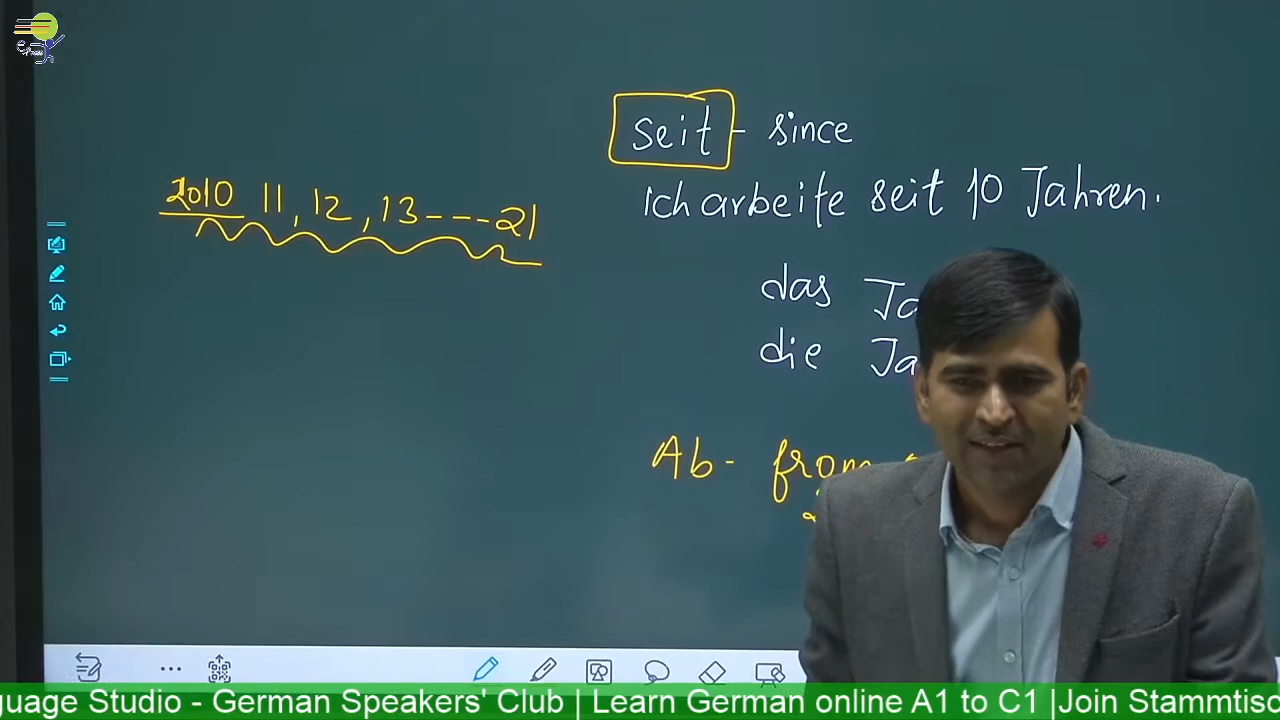 seit - since
2010 11, 12, 13----21
Ich arbeite seit 10 Jahren.
das
die
Ab - from
guage Studio - German Speakers' Club | Learn German online A1 to C1 |Join Stammtisc